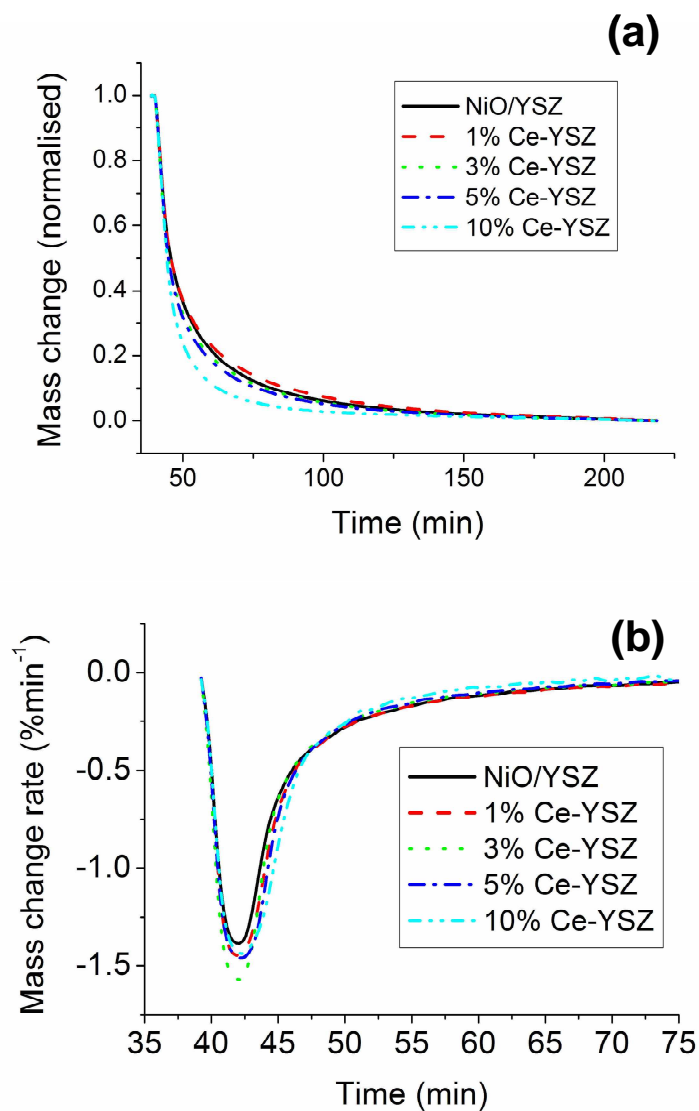 (a)
NiO/YSZ
1% Ce-YSZ
3% Ce-YSZ
5% Ce-YSZ
10% Ce-YSZ
Mass change (normalised)
1.0
0.8
0.6
0.4
0.2
0.0
50
100
150
200
Time (min)
(b)
Mass change rate (%min⁻¹)
0.0
-0.5
-1.0
-1.5
NiO/YSZ
1% Ce-YSZ
3% Ce-YSZ
5% Ce-YSZ
10% Ce-YSZ
35
40
45
50
55
60
65
70
75
Time (min)